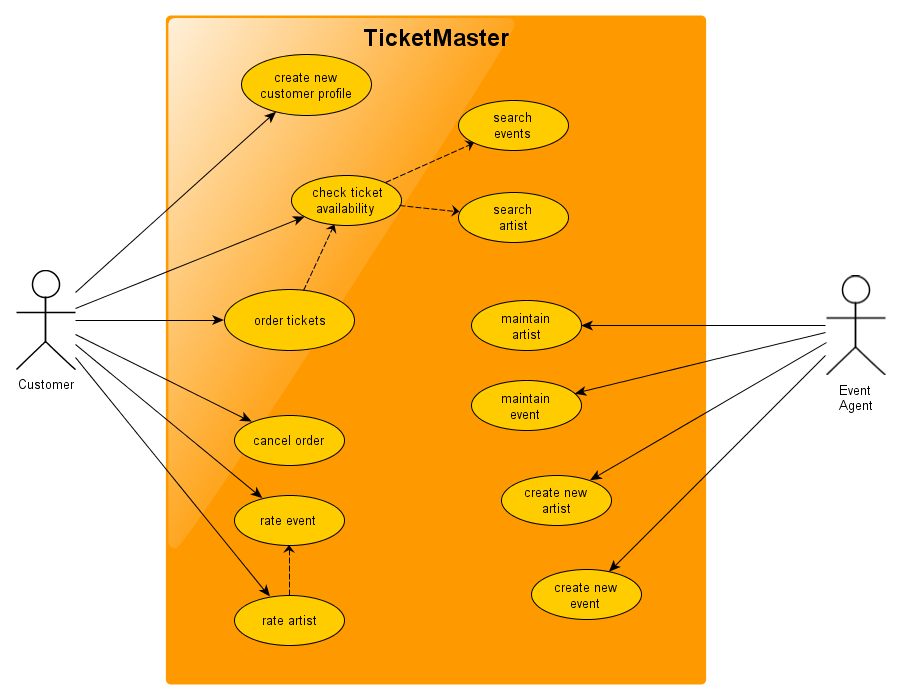 TicketMaster
create new
customer profile
search
events
check ticket
availability
search
artist
order tickets
maintain
artist
Customer
maintain
event
Event
Agent
cancel order
create new
artist
rate event
create new
event
rate artist